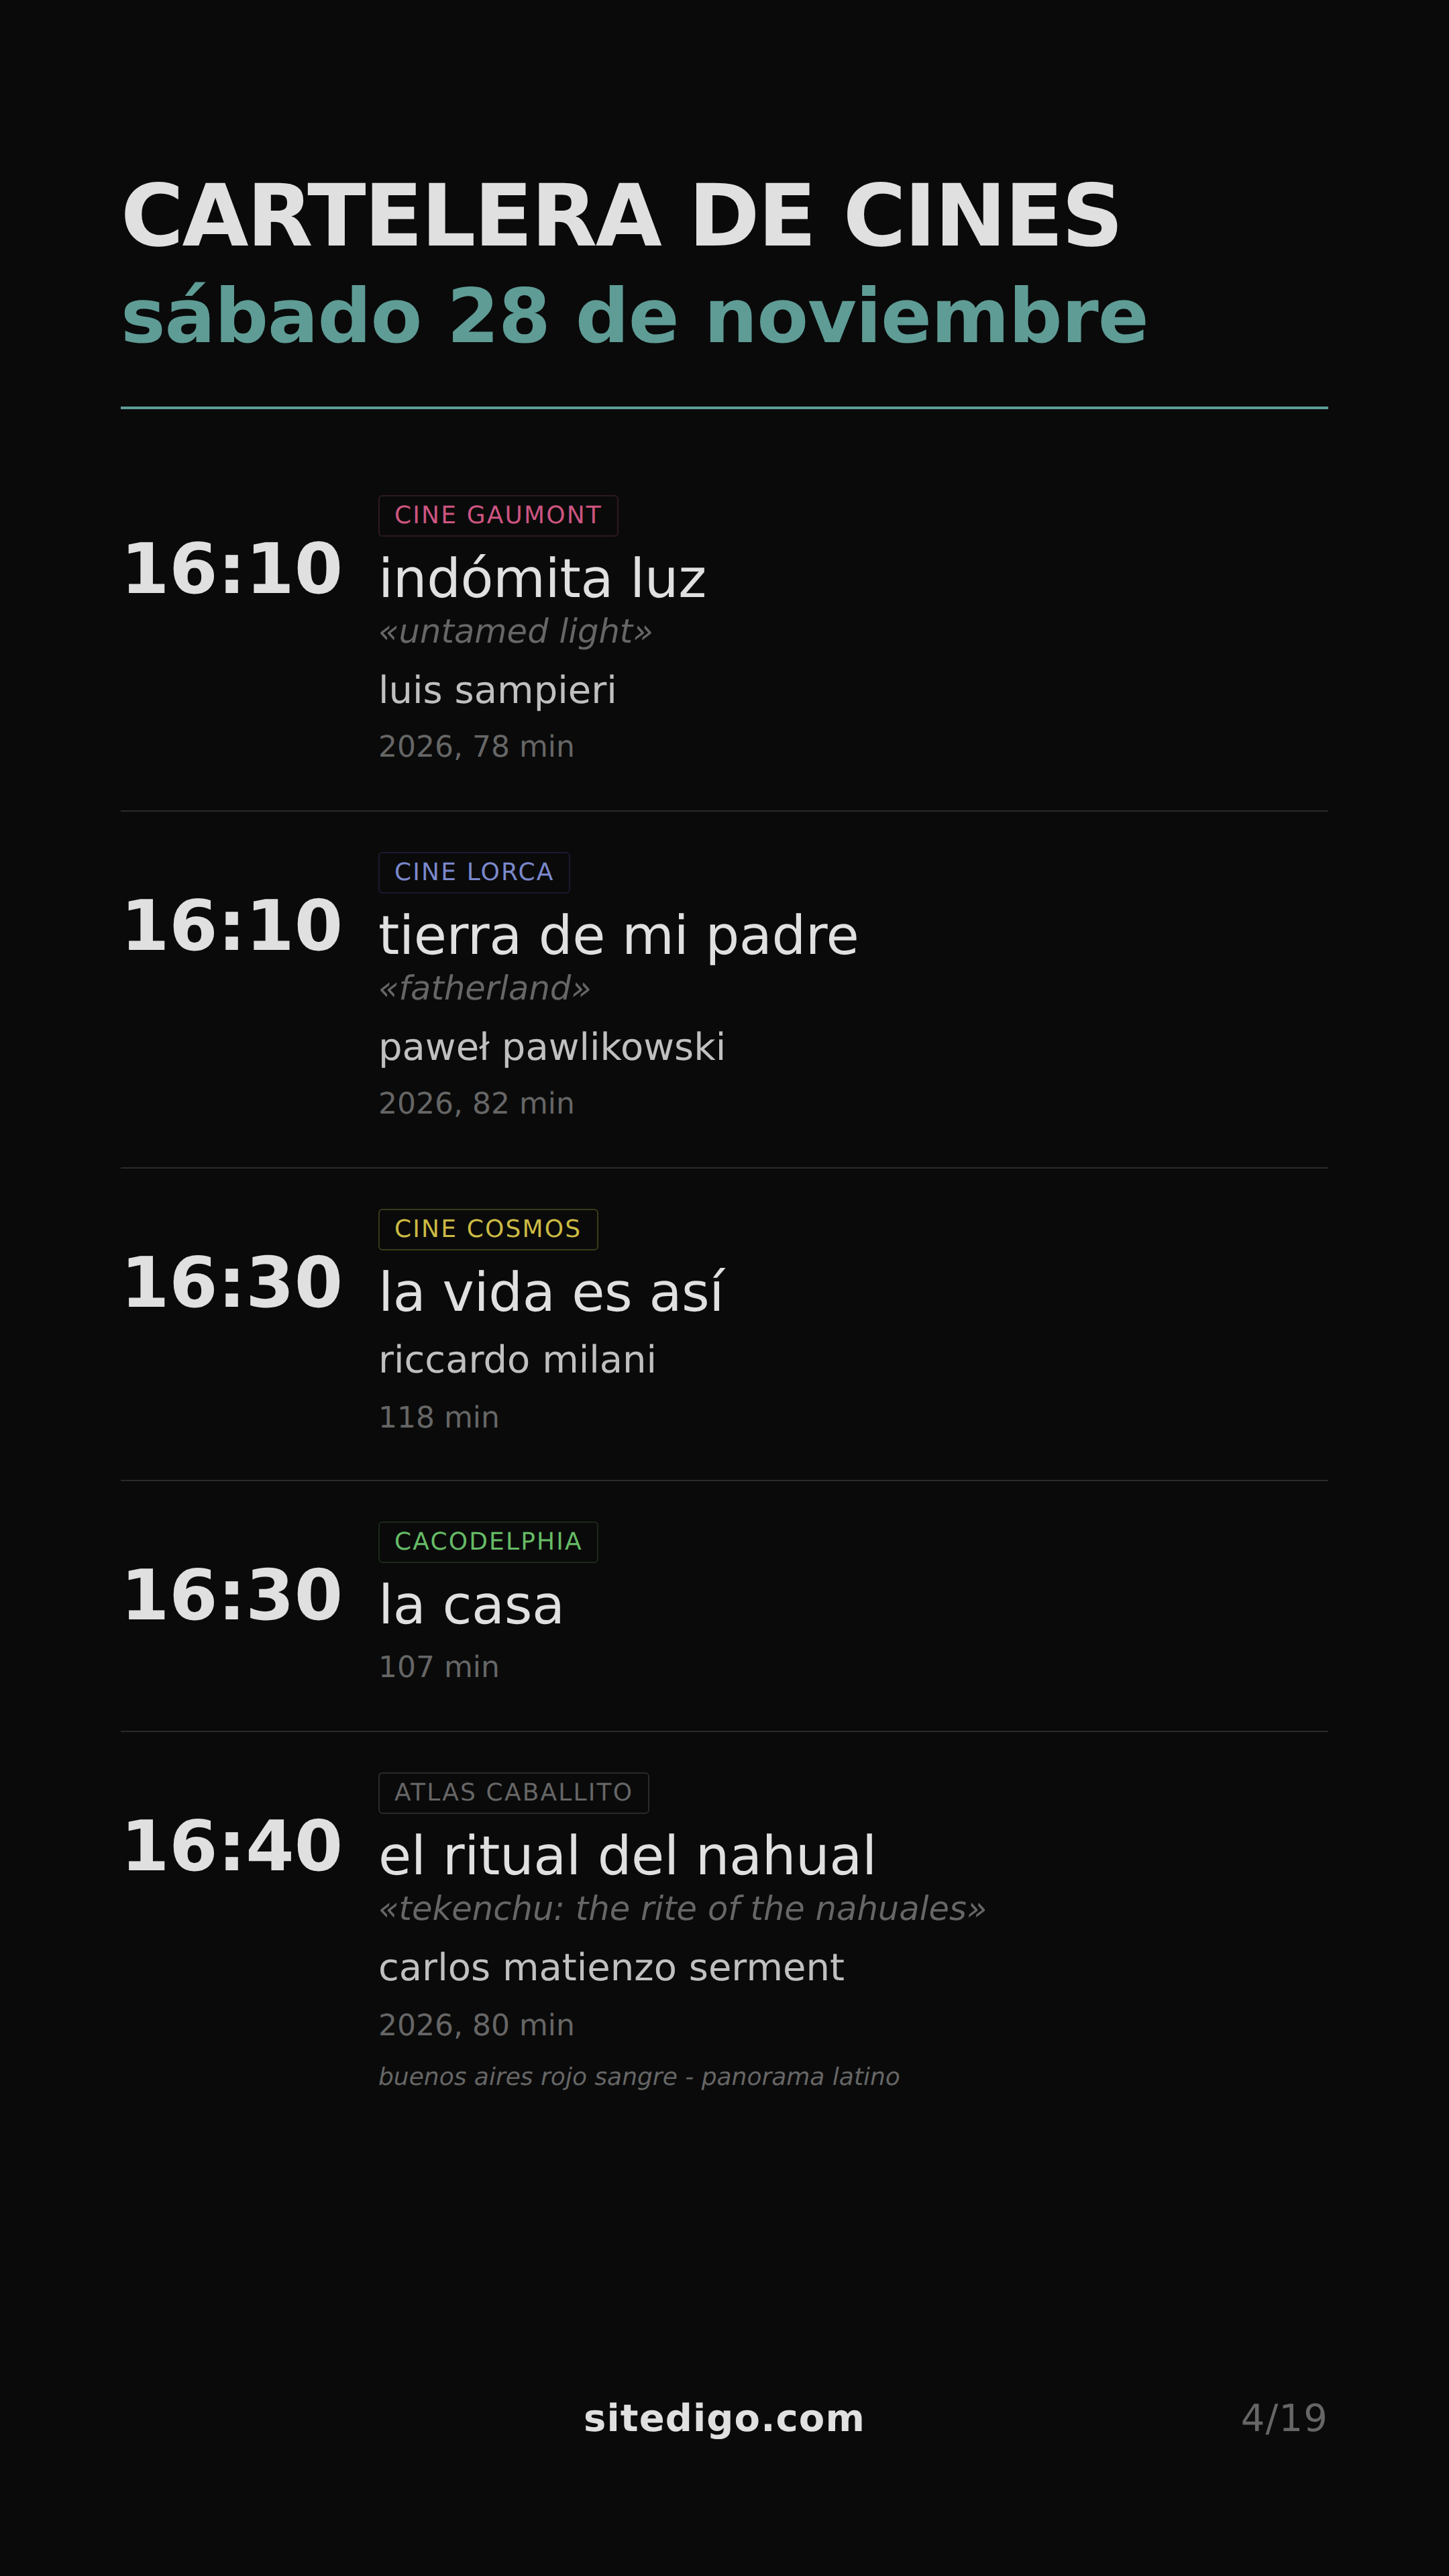 CARTELERA DE CINES
sábado 28 de noviembre
CINE GAUMONT
16:10
indómita luz
«untamed light»
luis sampieri
2026, 78 min
CINE LORCA
16:10
tierra de mi padre
«fatherland»
paweł pawlikowski
2026, 82 min
CINE COSMOS
16:30
la vida es así
riccardo milani
118 min
CACODELPHIA
16:30
la casa
107 min
ATLAS CABALLITO
16:40
el ritual del nahual
«tekenchu: the rite of the nahuales»
carlos matienzo serment
2026, 80 min
buenos aires rojo sangre - panorama latino
sitedigo.com
4/19